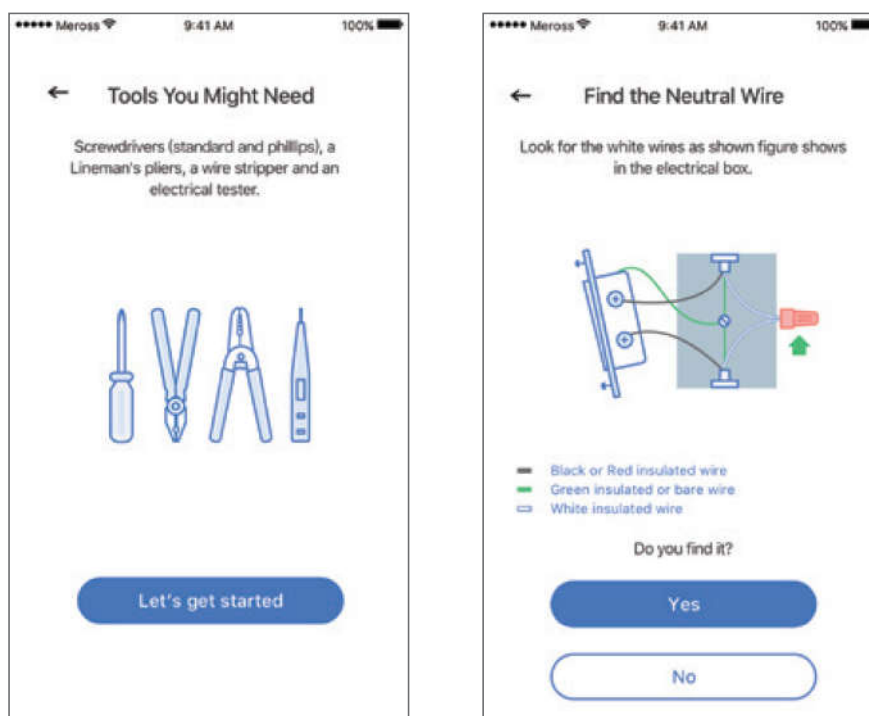 Meross 9:41 AM 100%
Tools You Might Need
Screwdrivers (standard and phillips), a
Lineman's pliers, a wire stripper and an
electrical tester.
Let's get started
Meross 9:41 AM 100%
Find the Neutral Wire
Look for the white wires as shown figure shows
in the electrical box.
Black or Red insulated wire
Green insulated or bare wire
White insulated wire
Do you find it?
Yes
No